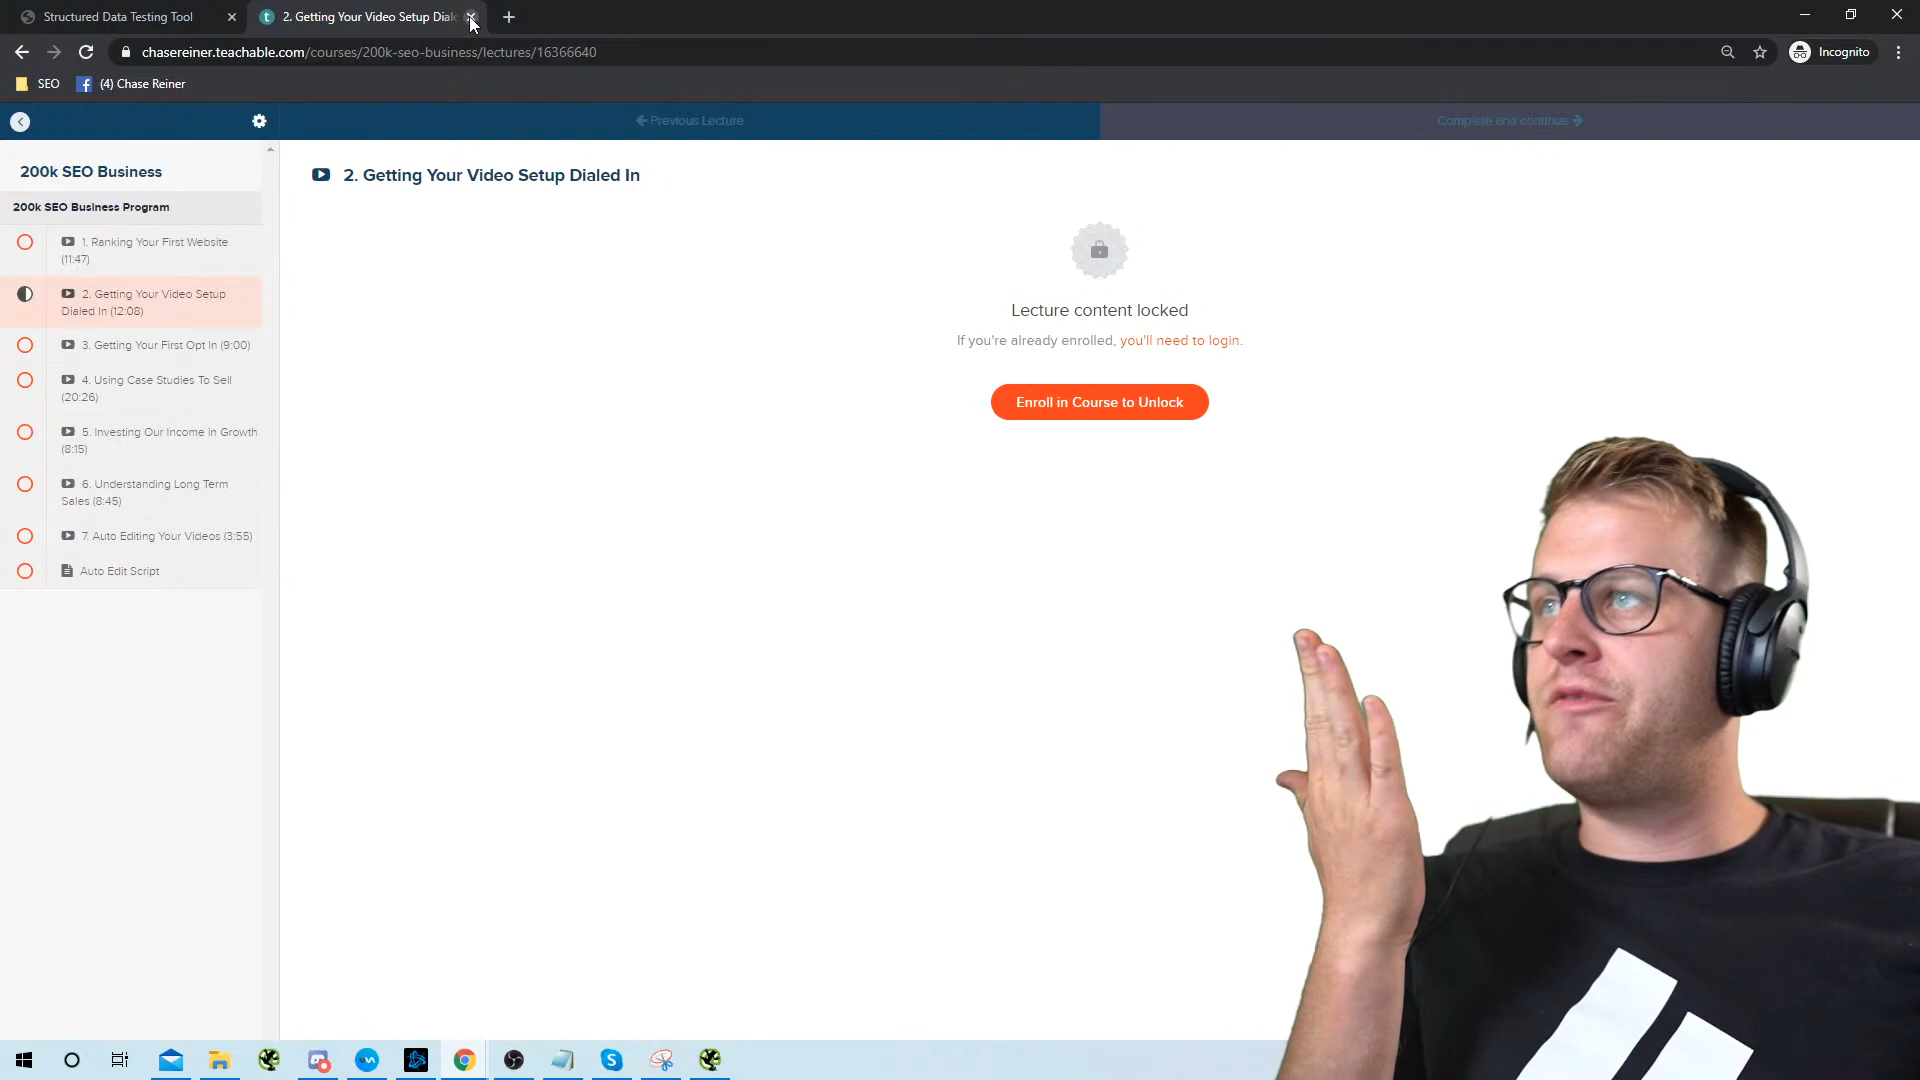 Structured Data Testing Tool
2. Getting Your Video Setup Dial
chasereiner.teachable.com/courses/200k-seo-business/lectures/16366640
Incognito
SEO
(4) Chase Reiner
Previous Lecture
Complete and continue
200k SEO Business
2. Getting Your Video Setup Dialed In
200k SEO Business Program
1. Ranking Your First Website
(11:47)
2. Getting Your Video Setup
Dialed In (12:08)
3. Getting Your First Opt In (9:00)
4. Using Case Studies To Sell
(20:26)
5. Investing Our Income in Growth
(8:15)
6. Understanding Long Term
Sales (8:45)
7. Auto Editing Your Videos (3:55)
Auto Edit Script
Lecture content locked
If you're already enrolled, you'll need to login.
Enroll in Course to Unlock